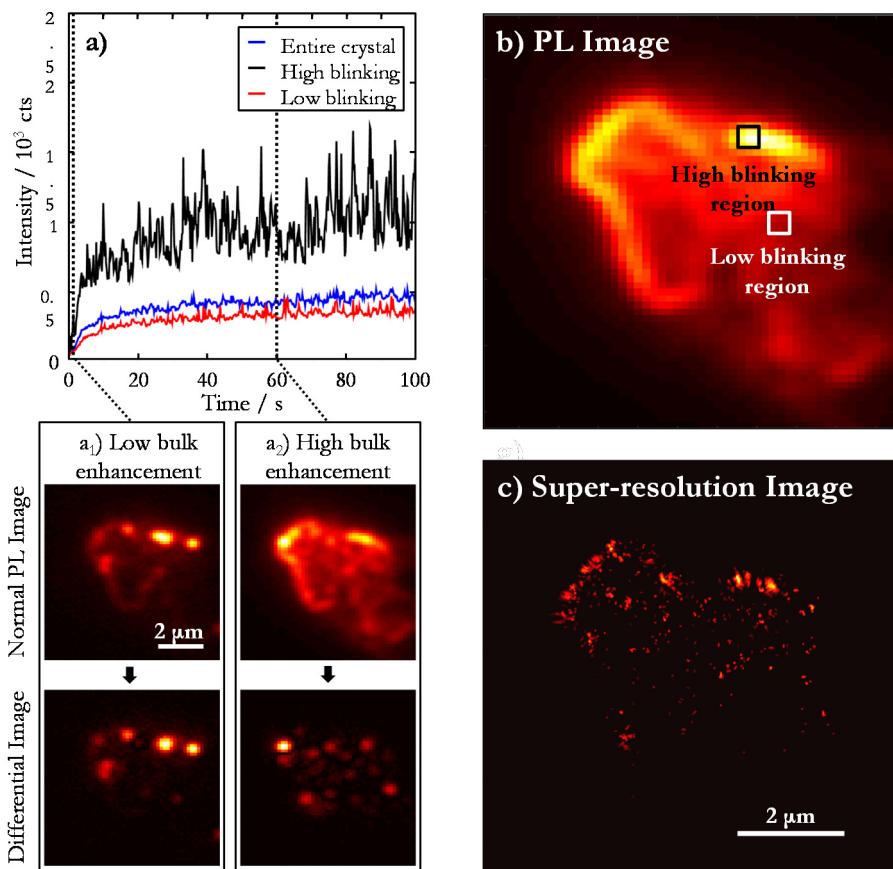 a)
Entire crystal
High blinking
Low blinking
Intensity / 10³ cts
2
.
5
2
1
.
5
1
0.
5
0
0
20
40
60
80
100
Time / s
b) PL Image
High blinking
region
Low blinking
region
a₁) Low bulk
enhancement
a₂) High bulk
enhancement
Normal PL Image
2 μm
Differential Image
c) Super-resolution Image
2 μm